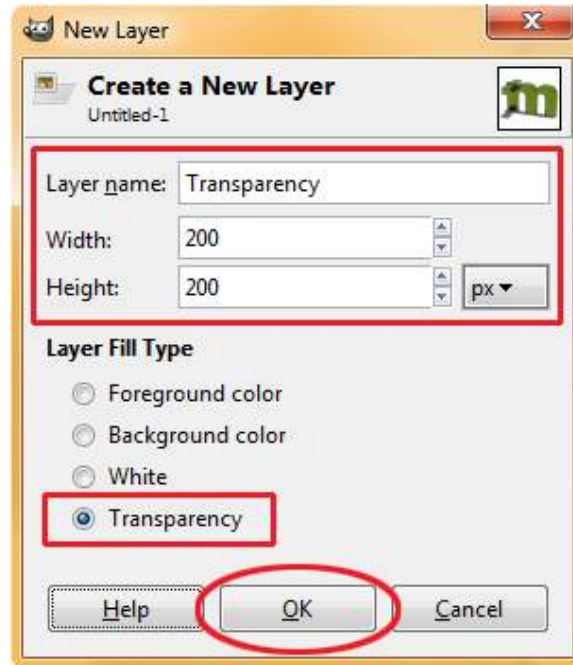 New Layer
Create a New Layer
Untitled-1
m
Layer name: Transparency
Width: 200
Height: 200 px
Layer Fill Type
Foreground color
Background color
White
Transparency
Help OK Cancel